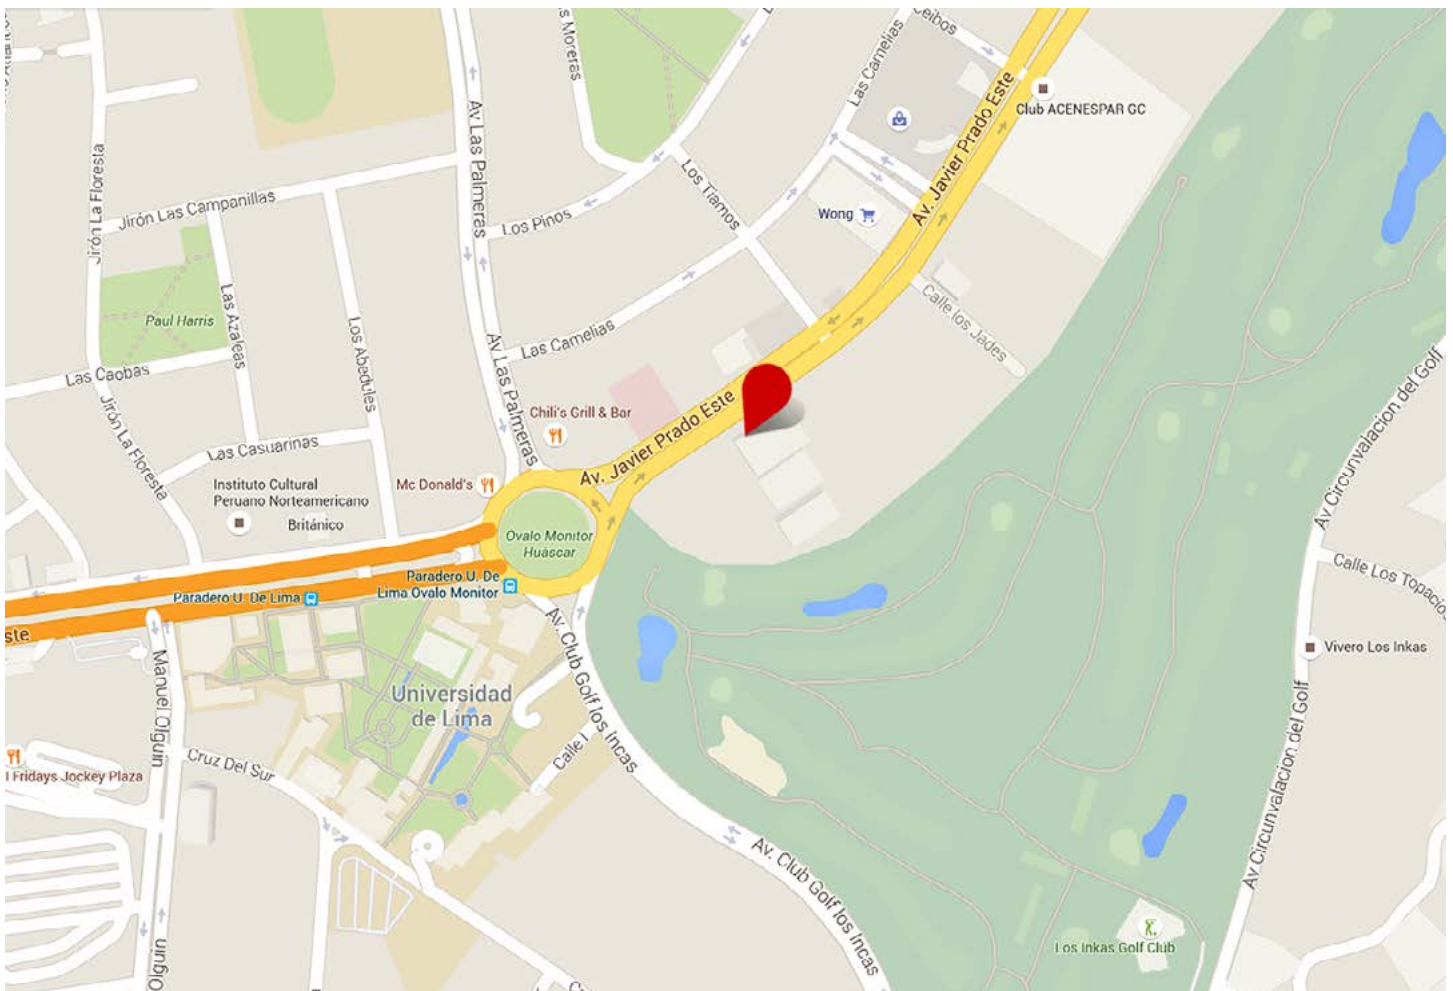 Ceibos
Las Moreras
Las Camelias
Club ACENESPAR GC
Av Las Palmeras
Av. Javier Prado Este
Jirón La Floresta
Los Tiamos
Jirón Las Campanillas
Wong
Los Pinos
Calle los Jades
Paul Harris
Las Azaleas
Las Camelias
Los Abedules
Av Las Palmeras
Las Caobas
Av Circunvalacion del Golf
Chili's Grill & Bar
Av. Javier Prado Este
Jirón La Floresta
Las Casuarinas
Mc Donald's
Instituto Cultural
Peruano Norteamericano
Británico
Ovalo Monitor
Huáscar
Paradero U. De
Lima Ovalo Monitor
Paradero U. De Lima
Calle Los Topacios
ste
Av. Club Golf los Incas
Vivero Los Inkas
Manuel Olguin
Universidad
de Lima
Av Circunvalacion del Golf
Calle I
Cruz Del Sur
I Fridays Jockey Plaza
Av. Club Golf los Incas
Los Inkas Golf Club
Olguin